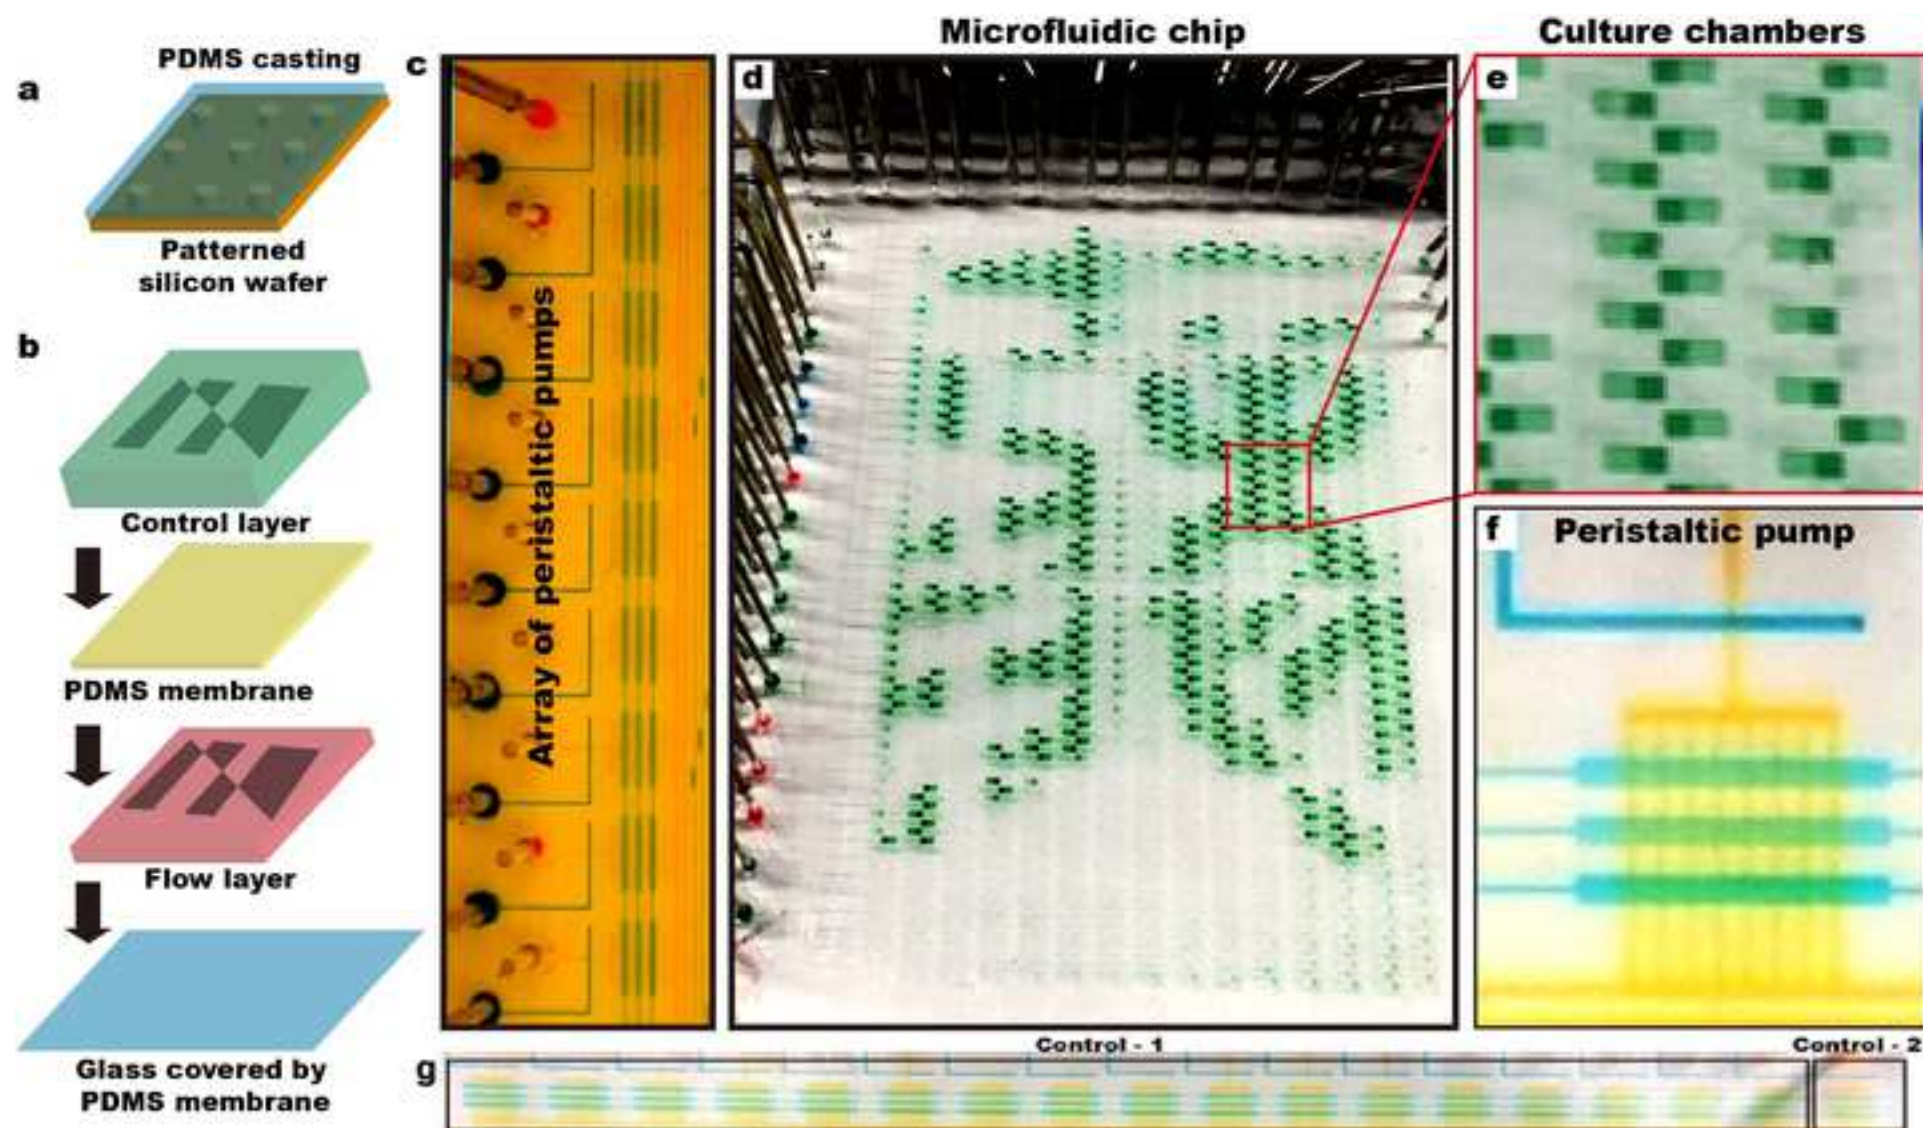 Microfluidic chip
Culture chambers
PDMS casting
a
c
d
e
Patterned
silicon wafer
b
Array of peristaltic pumps
Control layer
f
Peristaltic pump
PDMS membrane
Flow layer
Control - 1
Control - 2
g
Glass covered by
PDMS membrane